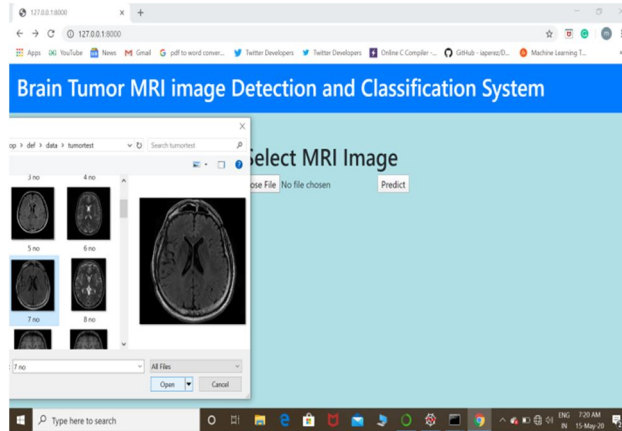 127.0.0.1:8000
127.0.0.1:8000
Apps YouTube News Gmail pdf to word conver... Twitter Developers Twitter Developers Online C Compiler -... GitHub - iaperez/D... Machine Learning T...
Brain Tumor MRI image Detection and Classification System
op > def > data > tumortest Search tumortest
3 no 4 no
5 no 6 no
7 no 8 no
7 no All Files
Open Cancel
Select MRI Image
ose File No file chosen Predict
Type here to search
ENG 7:20 AM
IN 15-May-20